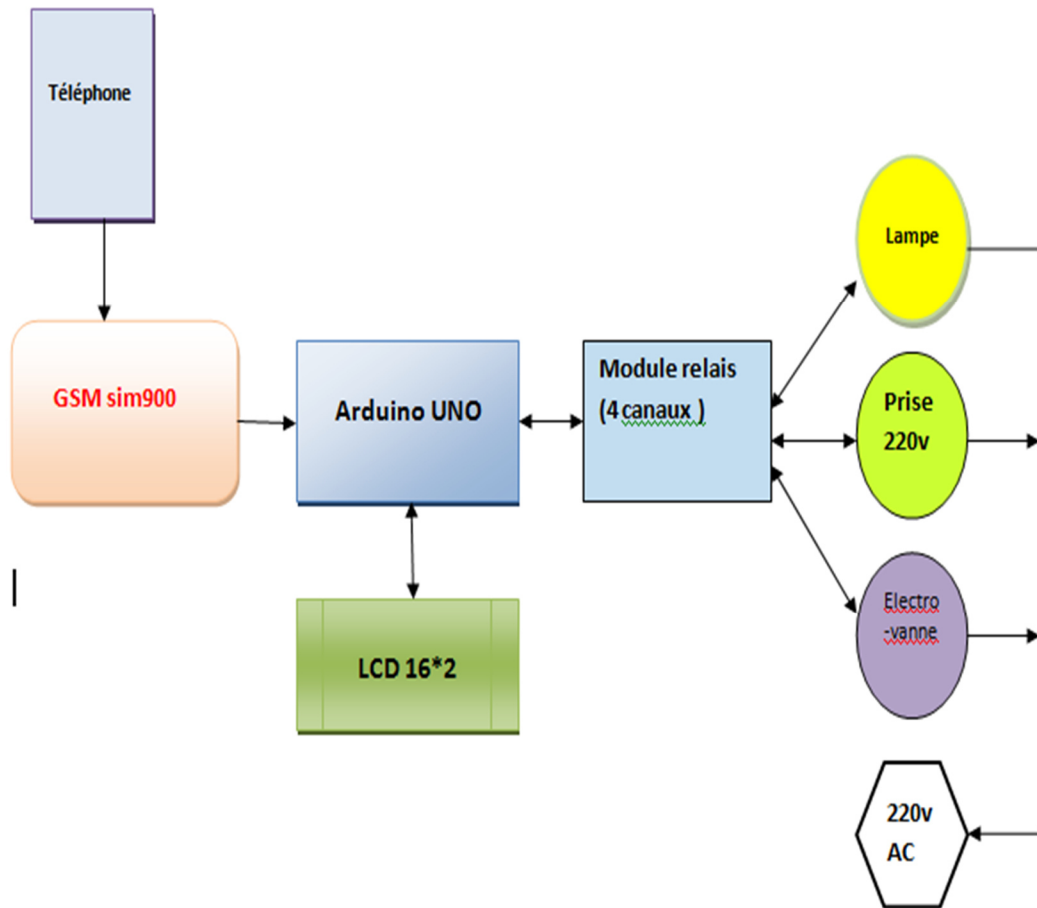 Téléphone
GSM sim900
Arduino UNO
Module relais
(4 canaux )
Lampe
Prise
220v
Electro
-vanne
LCD 16*2
220v
AC